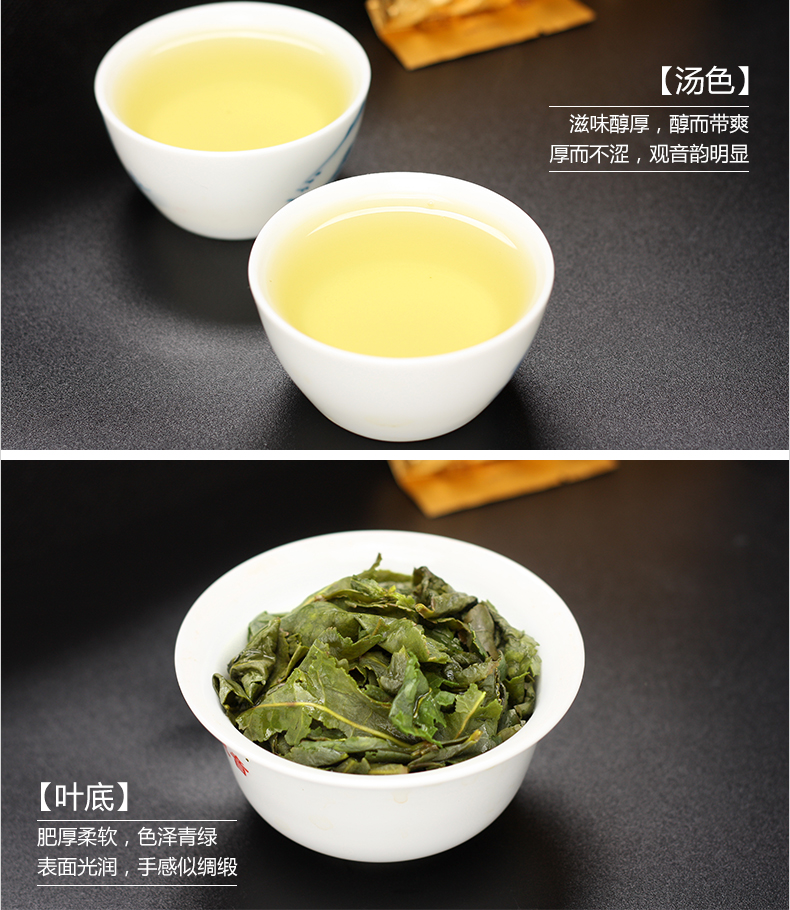 【汤色】
滋味醇厚，醇而带爽
厚而不涩，观音韵明显
【叶底】
肥厚柔软，色泽青绿
表面光润，手感似绸缎